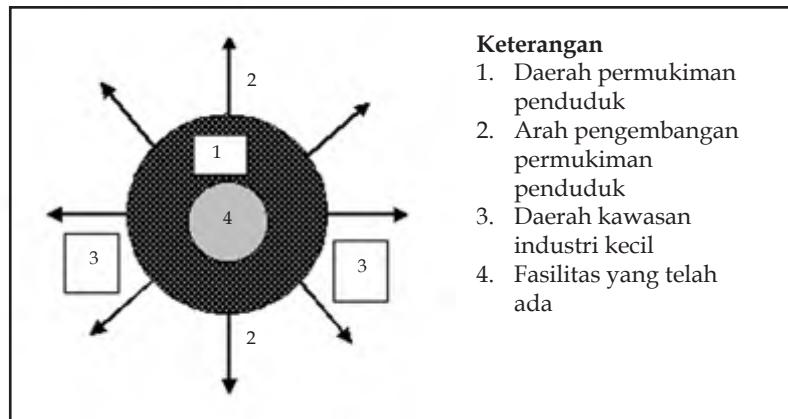 2
1
4
3
3
2
Keterangan
1. Daerah permukiman
penduduk
2. Arah pengembangan
permukiman
penduduk
3. Daerah kawasan
industri kecil
4. Fasilitas yang telah
ada